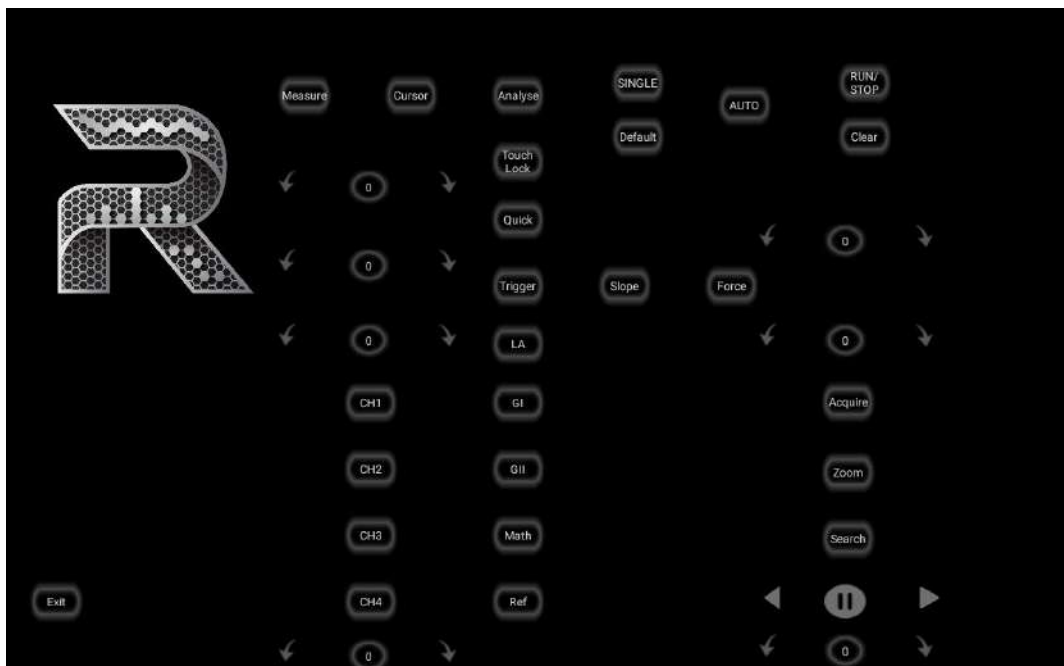 Measure
Cursor
Analyse
SINGLE
AUTO
RUN/
STOP
Default
Clear
Touch
Lock
0
Quick
0
0
Trigger
Slope
Force
0
LA
0
CH1
GI
Acquire
CH2
GII
Zoom
CH3
Math
Search
Exit
CH4
Ref
0
0